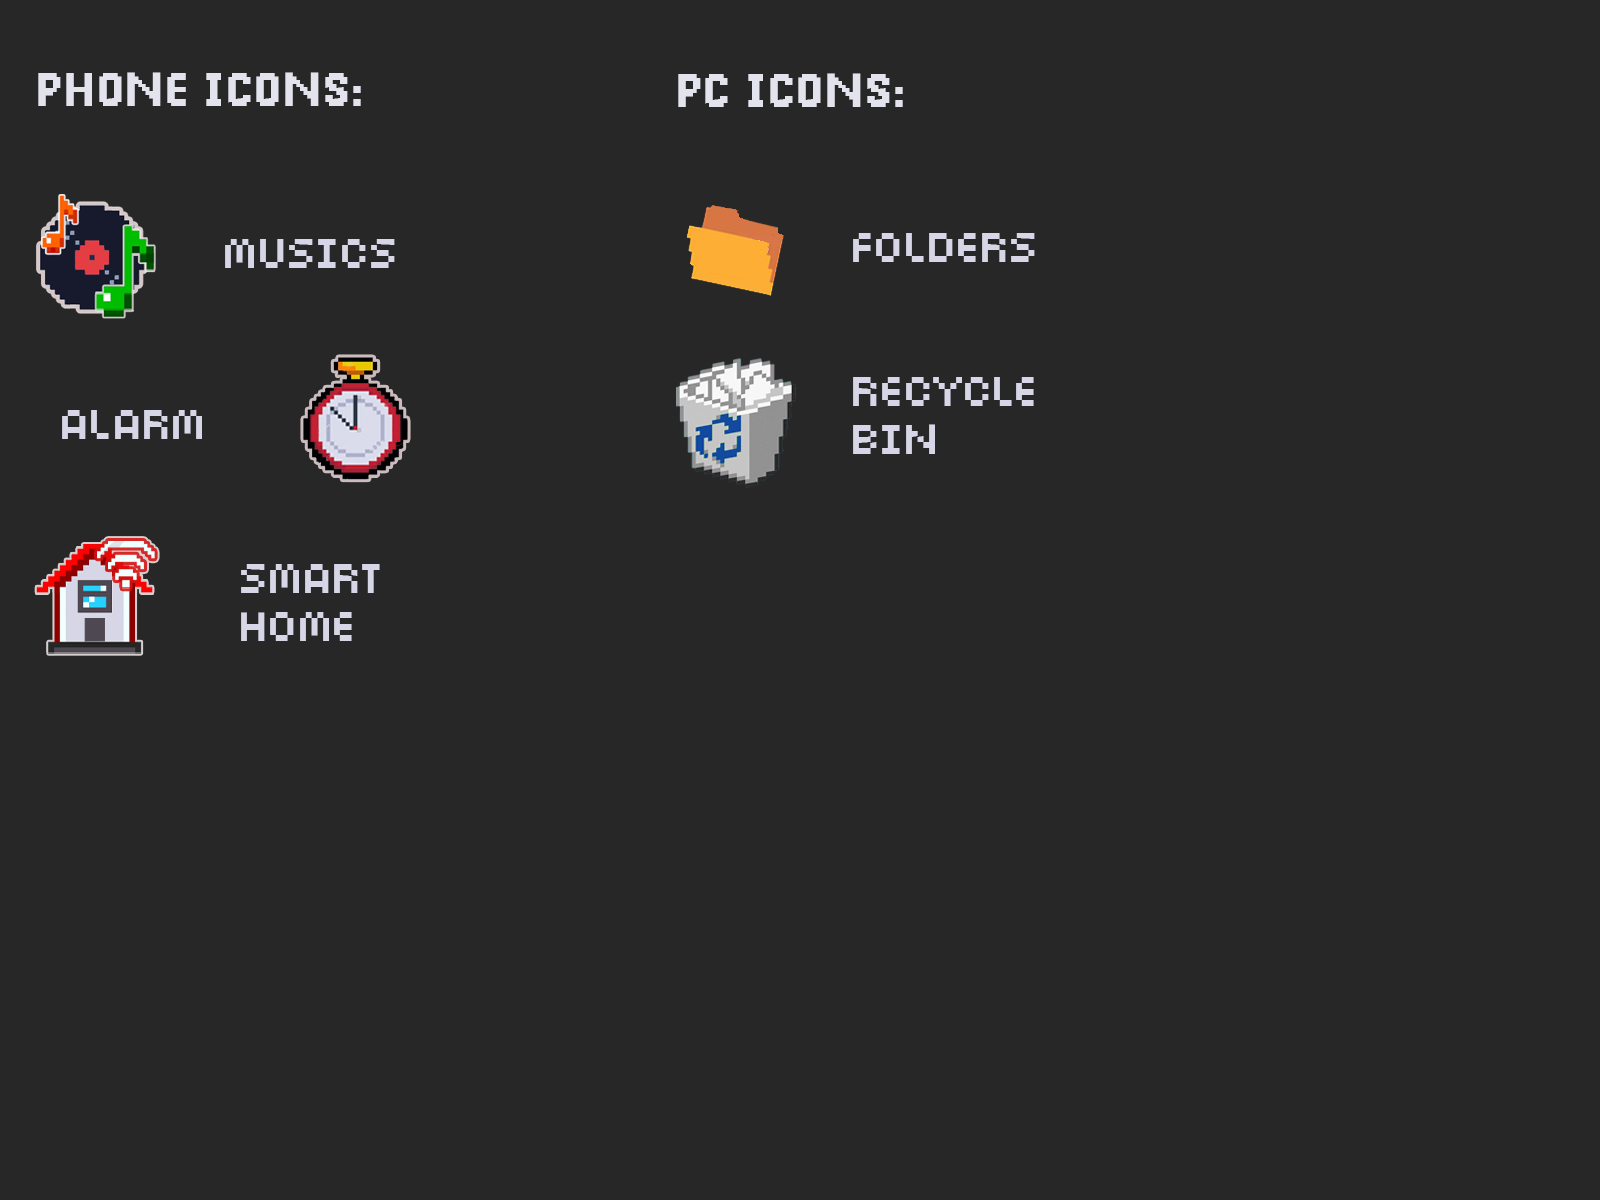 PHONE ICONS:
MUSICS
ALARM
SMART
HOME
PC ICONS:
FOLDERS
RECYCLE
BIN